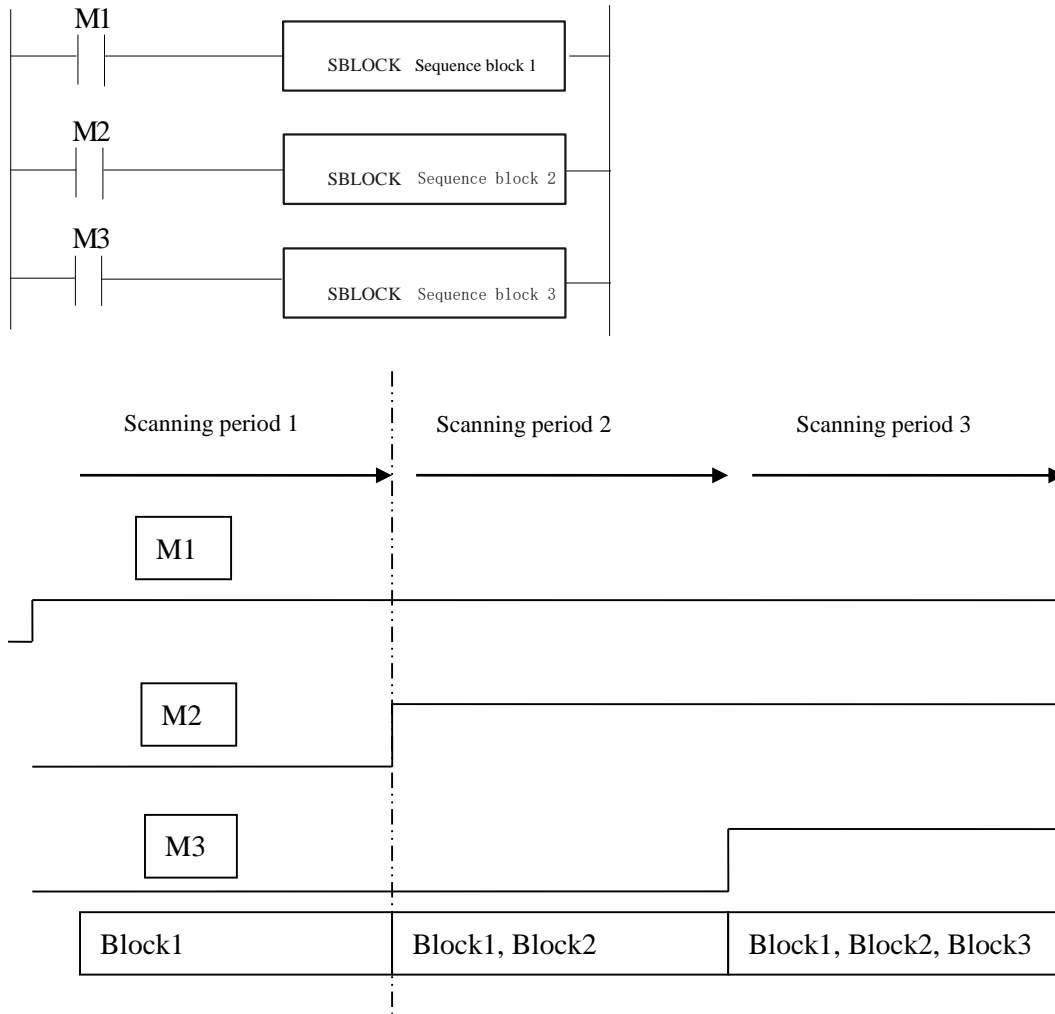 M1
SBLOCK Sequence block 1
M2
SBLOCK Sequence block 2
M3
SBLOCK Sequence block 3
Scanning period 1
Scanning period 2
Scanning period 3
M1
M2
M3
Block1
Block1, Block2
Block1, Block2, Block3